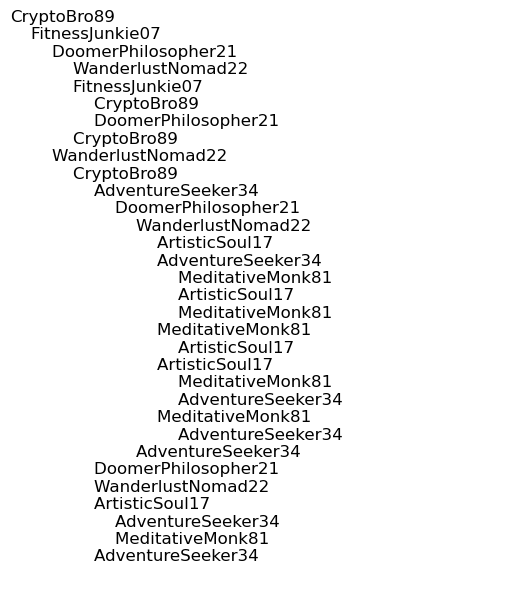 CryptoBro89
FitnessJunkie07
DoomerPhilosopher21
WanderlustNomad22
FitnessJunkie07
CryptoBro89
DoomerPhilosopher21
CryptoBro89
WanderlustNomad22
CryptoBro89
AdventureSeeker34
DoomerPhilosopher21
WanderlustNomad22
ArtisticSoul17
AdventureSeeker34
MeditativeMonk81
ArtisticSoul17
MeditativeMonk81
MeditativeMonk81
ArtisticSoul17
ArtisticSoul17
MeditativeMonk81
AdventureSeeker34
MeditativeMonk81
AdventureSeeker34
AdventureSeeker34
DoomerPhilosopher21
WanderlustNomad22
ArtisticSoul17
AdventureSeeker34
MeditativeMonk81
AdventureSeeker34